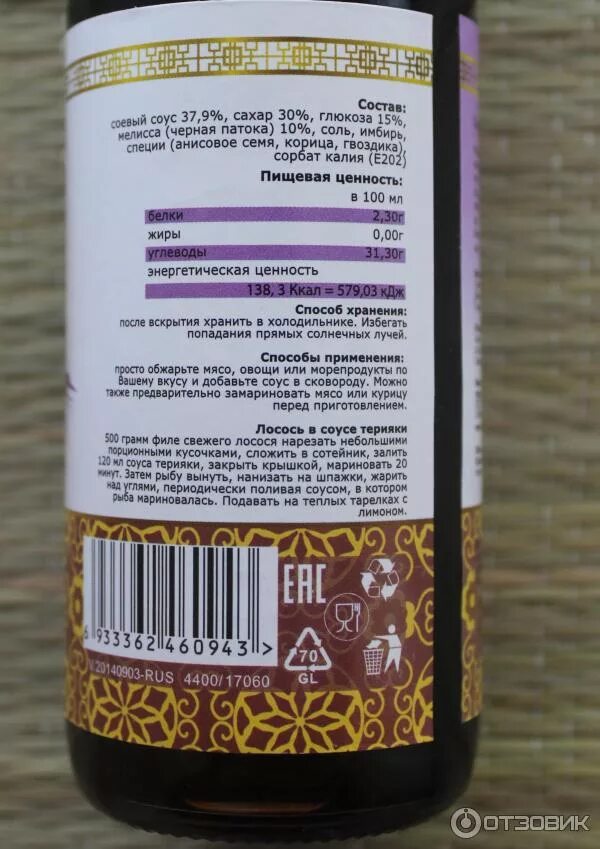 Состав:
соевый соус 37,9%, сахар 30%, глюкоза 15%,
мелисса (черная патока) 10%, соль, имбирь,
специи (анисовое семя, корица, гвоздика),
сорбат калия (E202)
Пищевая ценность:
в 100 мл
белки 2,30г
жиры 0,00г
углеводы 31,30г
энергетическая ценность
138, 3 Ккал = 579,03 кДж
Способ хранения:
после вскрытия хранить в холодильнике. Избегать
попадания прямых солнечных лучей.
Способы применения:
просто обжарьте мясо, овощи или морепродукты по
Вашему вкусу и добавьте соус в сковороду. Можно
также предварительно замариновать мясо или курицу
перед приготовлением.
Лосось в соусе терияки
500 грамм филе свежего лосося нарезать небольшими
порционными кусочками, сложить в сотейник, залить
120 мл соуса терияки, закрыть крышкой, мариновать 20
минут. Затем рыбу вынуть, нанизать на шпажки, жарить
над углями, периодически поливая соусом, в котором
рыба мариновалась. Подавать на теплых тарелках с
лимоном.
EAC
6 933362 460943 >
70
GL
V.20140903-RUS 4400/17060
ОТЗОВИК